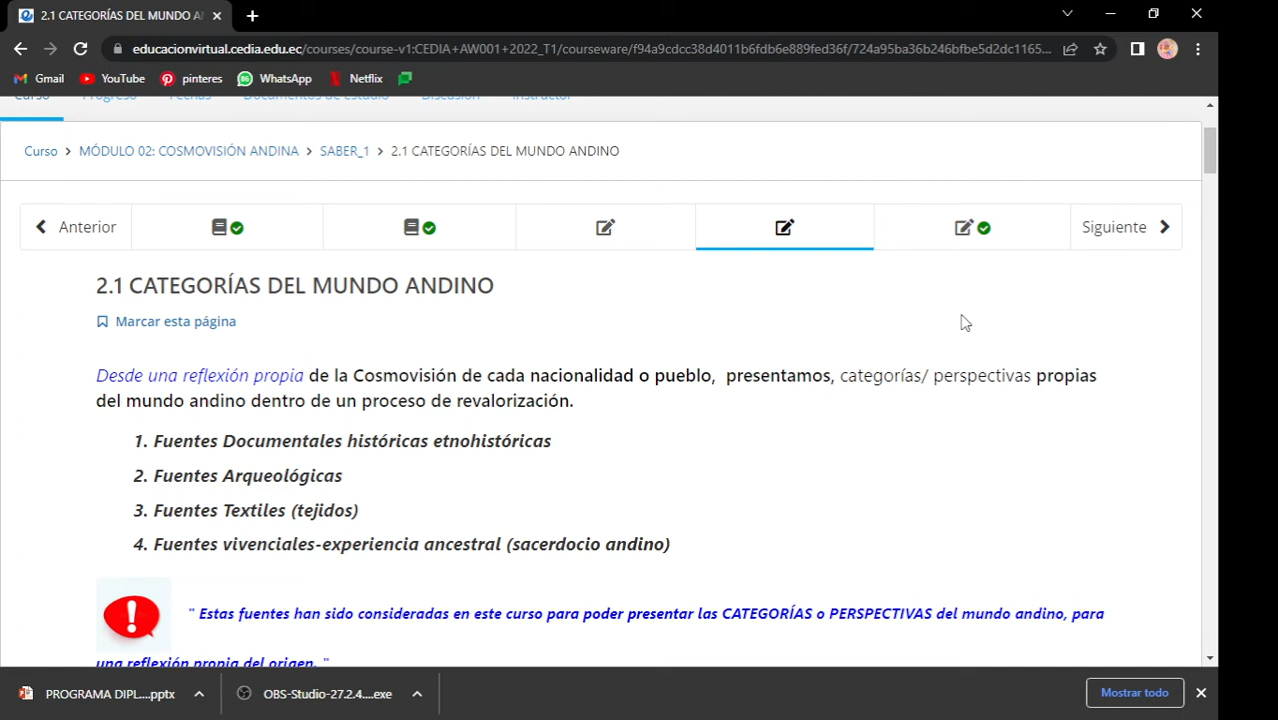 2.1 CATEGORÍAS DEL MUNDO AN
educacionvirtual.cedia.edu.ec/courses/course-v1:CEDIA+AW001+2022_T1/courseware/f94a9cdcc38d4011b6fdb6e889fed36f/724a95ba36b246bfbe5d2dc1165...
Gmail YouTube pinteres WhatsApp Netflix
Curso Progreso Fechas Documentos de estudio Discusión Instructor
Curso > MÓDULO 02: COSMOVISIÓN ANDINA > SABER_1 > 2.1 CATEGORÍAS DEL MUNDO ANDINO
Anterior Siguiente
2.1 CATEGORÍAS DEL MUNDO ANDINO
Marcar esta página
Desde una reflexión propia de la Cosmovisión de cada nacionalidad o pueblo, presentamos, categorías/ perspectivas propias
del mundo andino dentro de un proceso de revalorización.
1. Fuentes Documentales históricas etnohistóricas
2. Fuentes Arqueológicas
3. Fuentes Textiles (tejidos)
4. Fuentes vivenciales-experiencia ancestral (sacerdocio andino)
" Estas fuentes han sido consideradas en este curso para poder presentar las CATEGORÍAS o PERSPECTIVAS del mundo andino, para
una reflexión propia del origen. "
PROGRAMA DIPL....pptx OBS-Studio-27.2.4....exe Mostrar todo